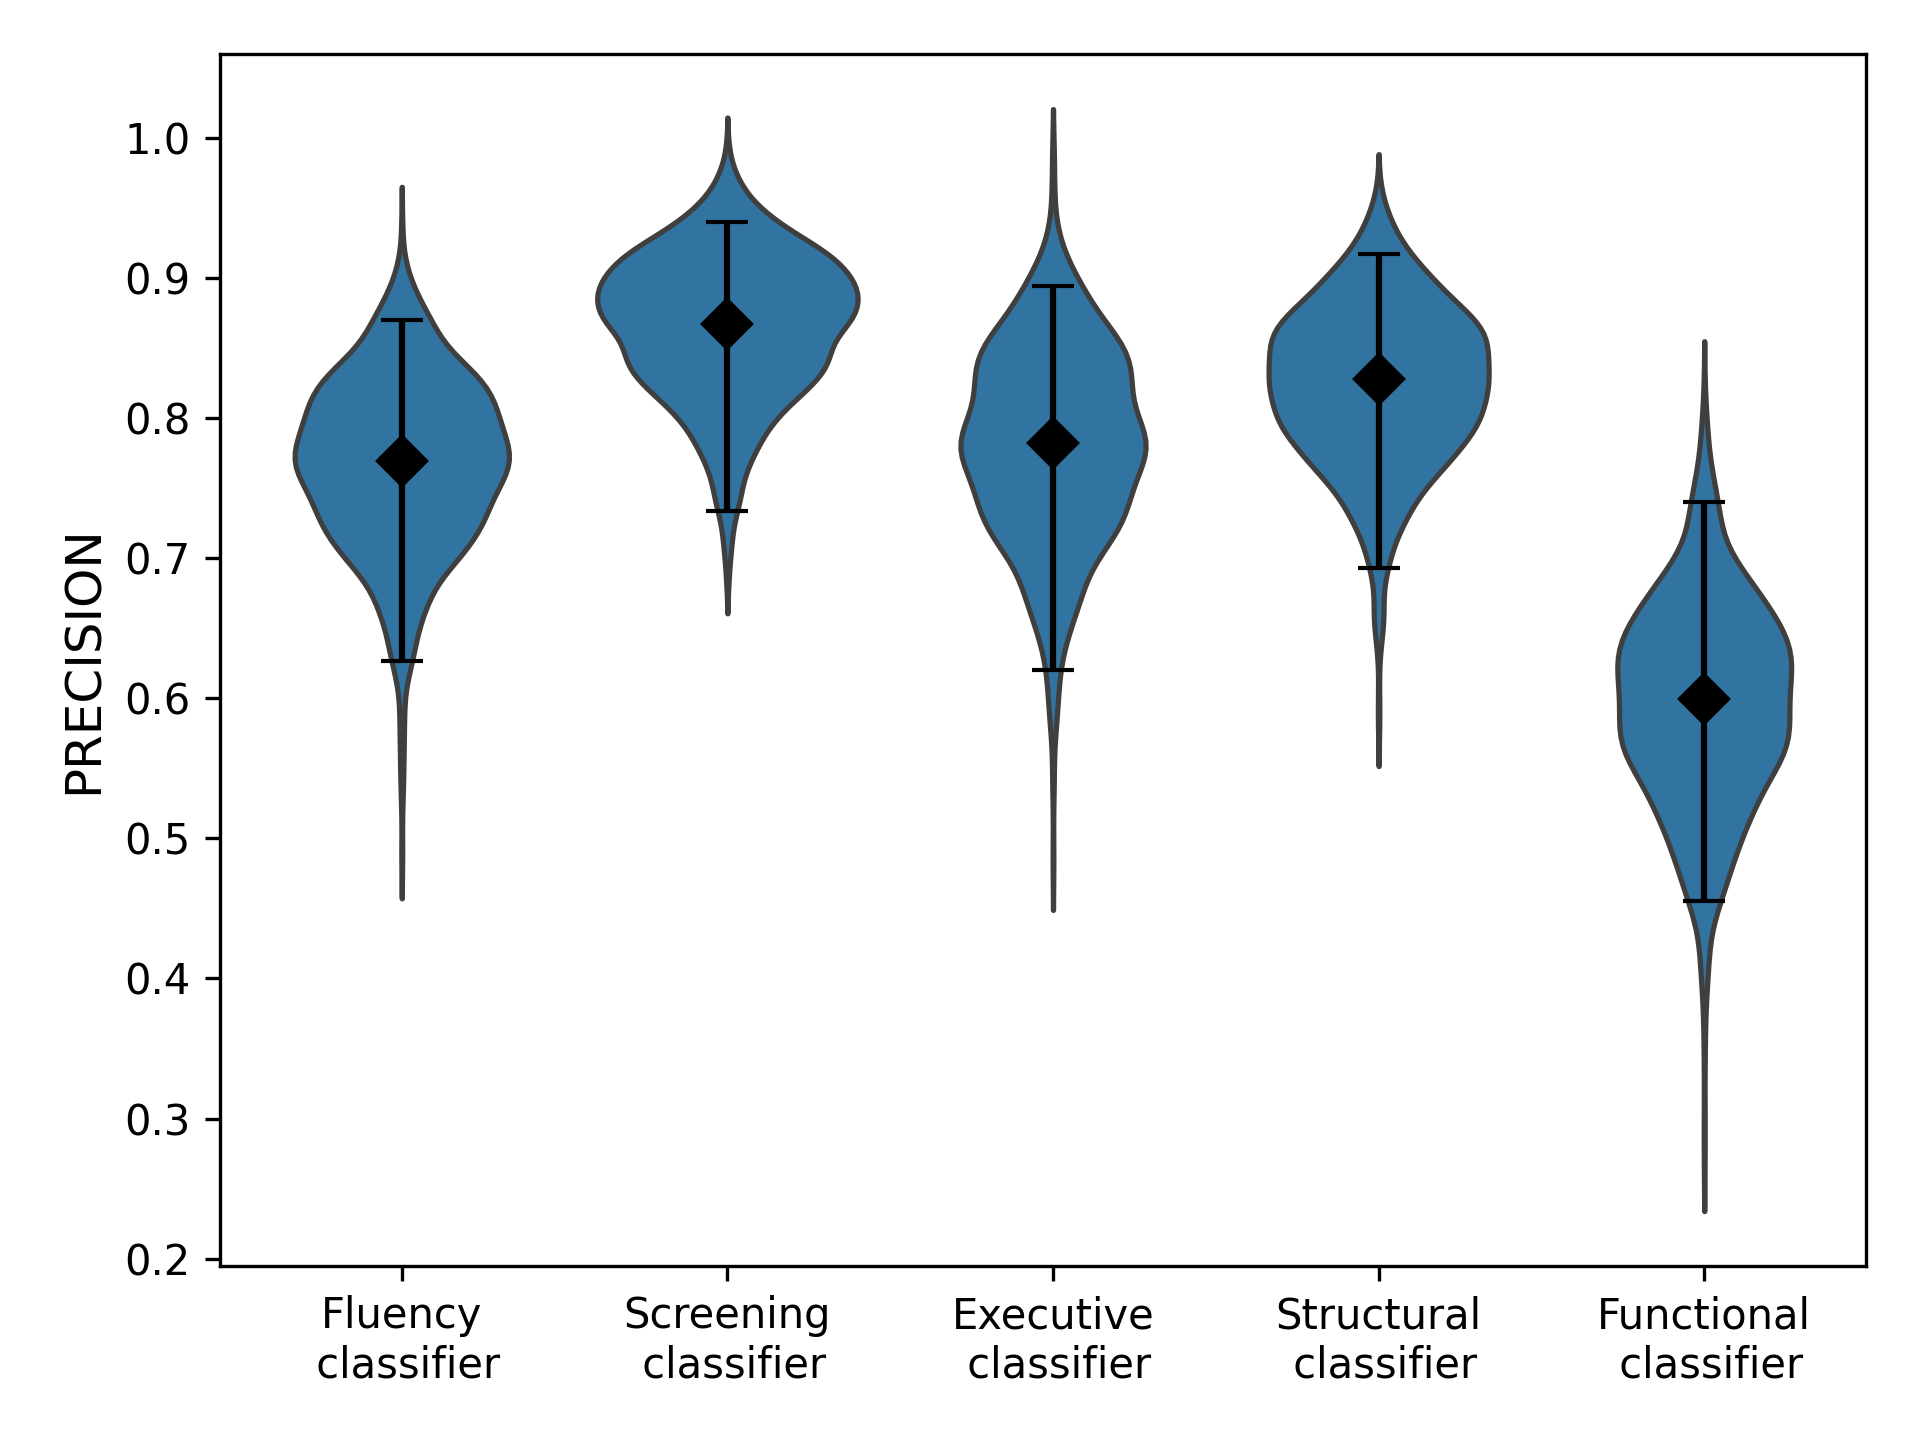 PRECISION
1.0
0.9
0.8
0.7
0.6
0.5
0.4
0.3
0.2
Fluency classifier
Screening classifier
Executive classifier
Structural classifier
Functional classifier